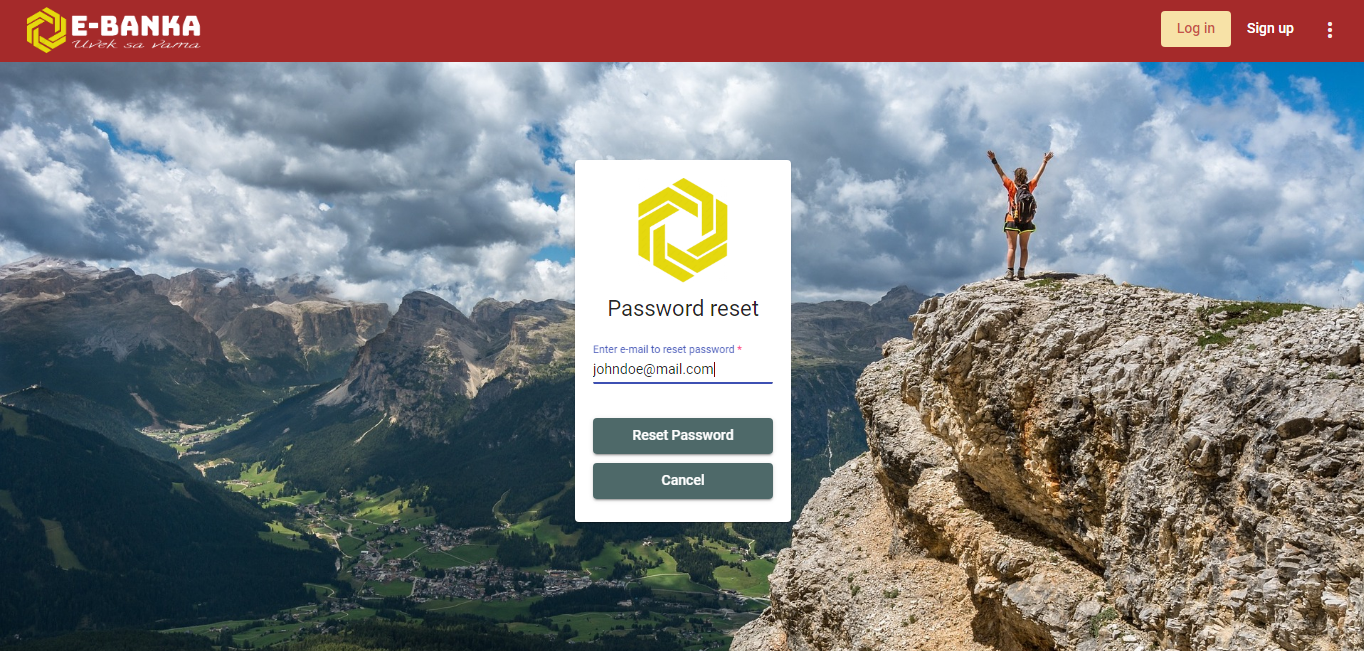 E-BANKA
Uvek sa vama
Log in
Sign up
Password reset
Enter e-mail to reset password *
johndoe@mail.com
Reset Password
Cancel